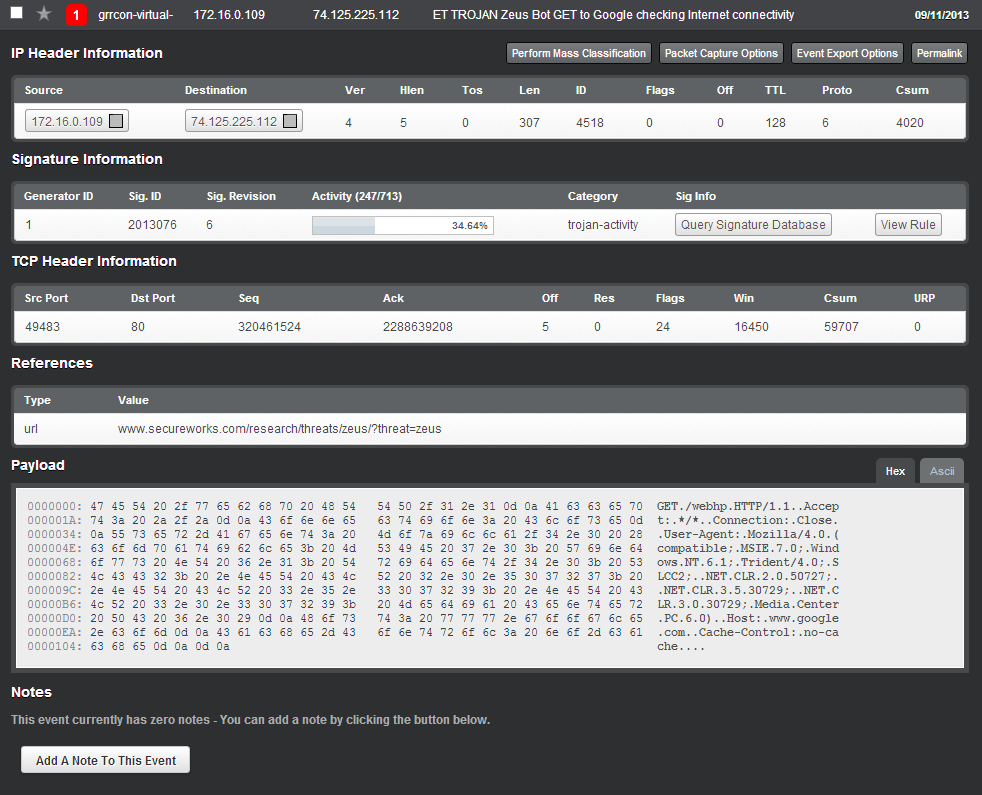 1 grrcon-virtual- 172.16.0.109 74.125.225.112 ET TROJAN Zeus Bot GET to Google checking Internet connectivity 09/11/2013
IP Header Information Perform Mass Classification Packet Capture Options Event Export Options Permalink
Source Destination Ver Hlen Tos Len ID Flags Off TTL Proto Csum
172.16.0.109 74.125.225.112 4 5 0 307 4518 0 0 128 6 4020
Signature Information
Generator ID Sig. ID Sig. Revision Activity (247/713) Category Sig Info
1 2013076 6 34.64% trojan-activity Query Signature Database View Rule
TCP Header Information
Src Port Dst Port Seq Ack Off Res Flags Win Csum URP
49483 80 320461524 2288639208 5 0 24 16450 59707 0
References
Type Value
url www.secureworks.com/research/threats/zeus/?threat=zeus
Payload Hex Ascii
0000000: 47 45 54 20 2f 77 65 62 68 70 20 48 54 54 50 2f 31 2e 31 0d 0a 41 63 63 65 70 GET./webhp.HTTP/1.1..Accep
000001A: 74 3a 20 2a 2f 2a 0d 0a 43 6f 6e 6e 65 63 74 69 6f 6e 3a 20 43 6c 6f 73 65 0d t:.*/*..Connection:.Close.
0000034: 0a 55 73 65 72 2d 41 67 65 6e 74 3a 20 4d 6f 7a 69 6c 6c 61 2f 34 2e 30 20 28 .User-Agent:.Mozilla/4.0.(
000004E: 63 6f 6d 70 61 74 69 62 6c 65 3b 20 4d 53 49 45 20 37 2e 30 3b 20 57 69 6e 64 compatible;.MSIE.7.0;.Wind
0000068: 6f 77 73 20 4e 54 20 36 2e 31 3b 20 54 72 69 64 65 6e 74 2f 34 2e 30 3b 20 53 ows.NT.6.1;.Trident/4.0;.S
0000082: 4c 43 43 32 3b 20 2e 4e 45 54 20 43 4c 52 20 32 2e 30 2e 35 30 37 32 37 3b 20 LCC2;..NET.CLR.2.0.50727;.
000009C: 2e 4e 45 54 20 43 4c 52 20 33 2e 35 2e 33 30 37 32 39 3b 20 2e 4e 45 54 20 43 .NET.CLR.3.5.30729;..NET.C
00000B6: 4c 52 20 33 2e 30 2e 33 30 37 32 39 3b 20 4d 65 64 69 61 20 43 65 6e 74 65 72 LR.3.0.30729;.Media.Center
00000D0: 20 50 43 20 36 2e 30 29 0d 0a 48 6f 73 74 3a 20 77 77 77 2e 67 6f 6f 67 6c 65 .PC.6.0)..Host:.www.google
00000EA: 2e 63 6f 6d 0d 0a 43 61 63 68 65 2d 43 6f 6e 74 72 6f 6c 3a 20 6e 6f 2d 63 61 .com..Cache-Control:.no-ca
0000104: 63 68 65 0d 0a 0d 0a che....
Notes
This event currently has zero notes - You can add a note by clicking the button below.
Add A Note To This Event